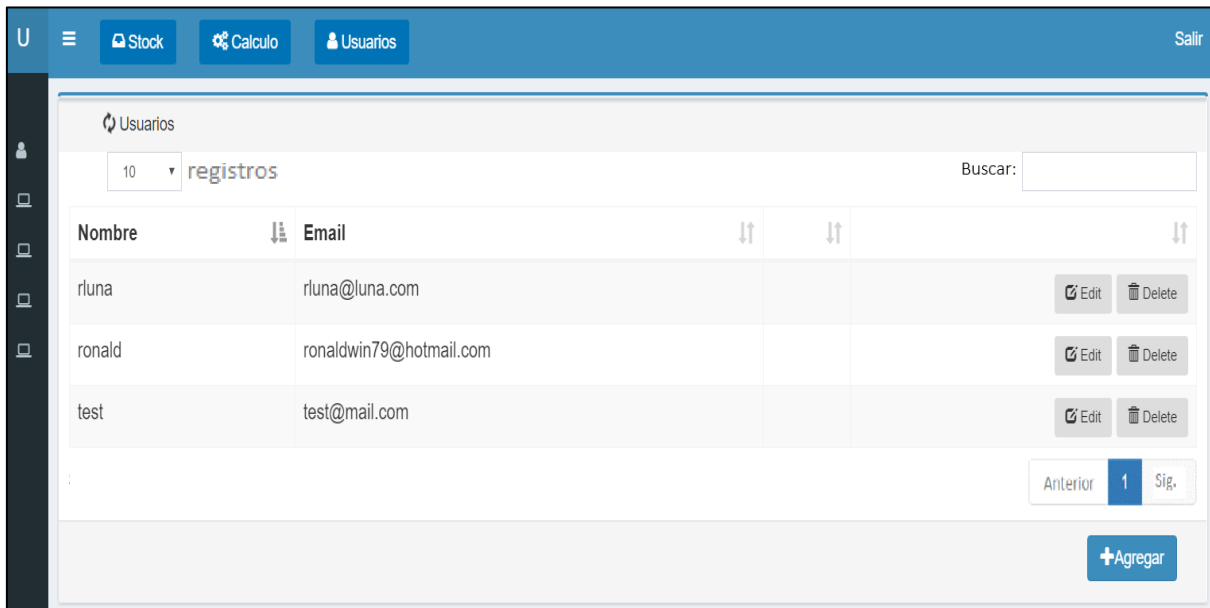 U Stock Calculo Usuarios Salir
Usuarios
10 registros Buscar:
Nombre Email
rluna rluna@luna.com Edit Delete
ronald ronaldwin79@hotmail.com Edit Delete
test test@mail.com Edit Delete
Anterior 1 Sig.
+Agregar